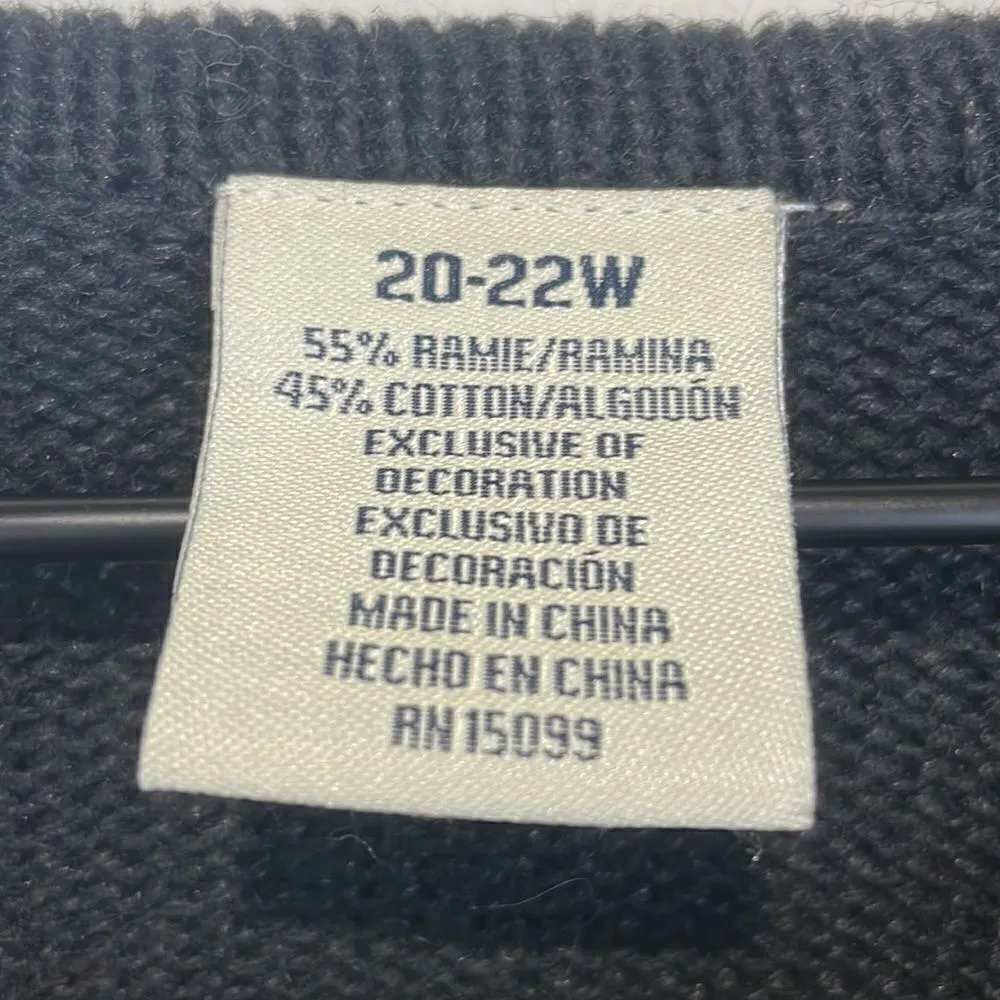 20-22W
55% RAMIE/RAMINA
45% COTTON/ALGODÓN
EXCLUSIVE OF
DECORATION
EXCLUSIVO DE
DECORACIÓN
MADE IN CHINA
HECHO EN CHINA
RN 15099